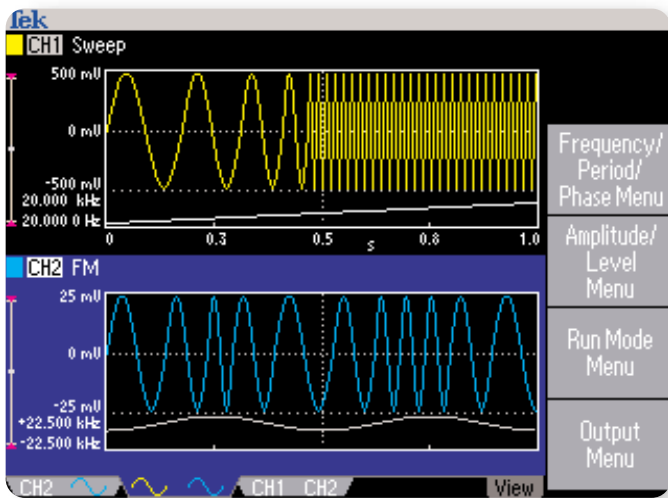 Tek
CH1 Sweep
500 mV
0 mV
-500 mV
20.000 kHz
20.000 0 Hz
0 0.3 0.5 s 0.8 1.0
CH2 FM
25 mV
0 mV
-25 mV
+22.500 kHz
-22.500 kHz
CH2 CH1 CH2 View
Frequency/
Period/
Phase Menu
Amplitude/
Level
Menu
Run Mode
Menu
Output
Menu